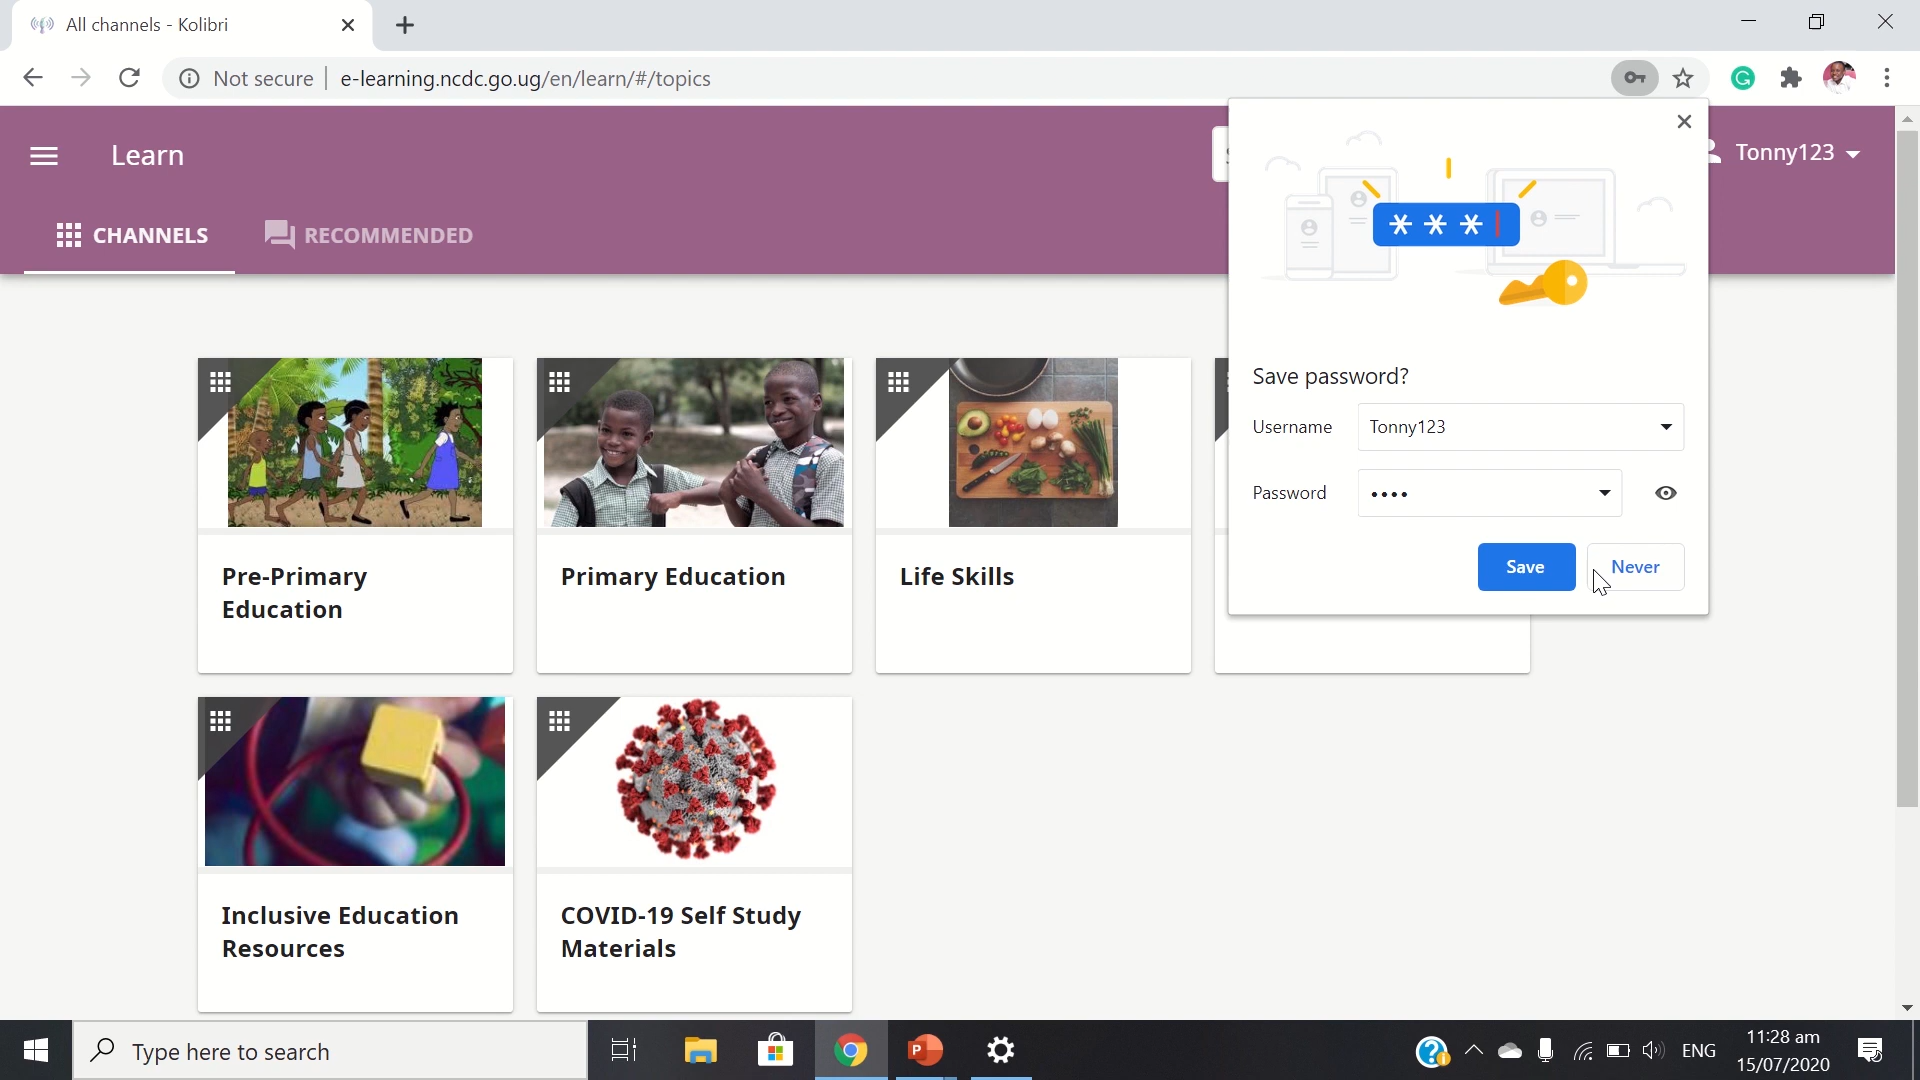 All channels - Kolibri
Not secure
e-learning.ncdc.go.ug/en/learn/#/topics
Learn
Tonny123
CHANNELS
RECOMMENDED
* * *
Save password?
Username
Tonny123
Password
••••
Save
Never
Pre-Primary
Education
Primary Education
Life Skills
Inclusive Education
Resources
COVID-19 Self Study
Materials
Type here to search
ENG
11:28 am
15/07/2020